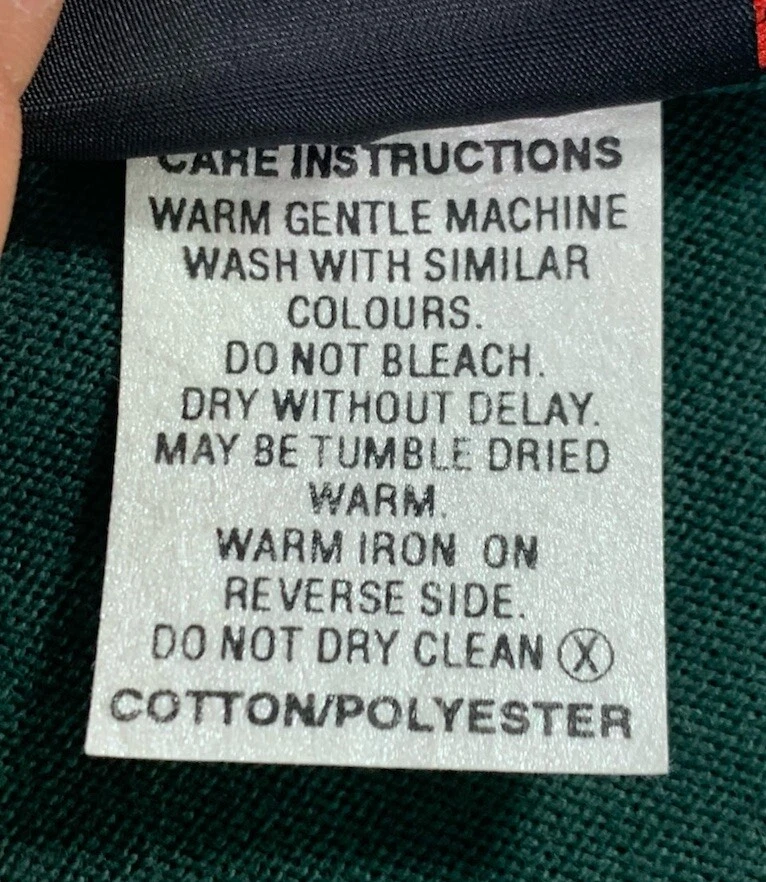 CARE INSTRUCTIONS
WARM GENTLE MACHINE
WASH WITH SIMILAR
COLOURS.
DO NOT BLEACH.
DRY WITHOUT DELAY.
MAY BE TUMBLE DRIED
WARM.
WARM IRON ON
REVERSE SIDE.
DO NOT DRY CLEAN Ⓧ
COTTON/POLYESTER